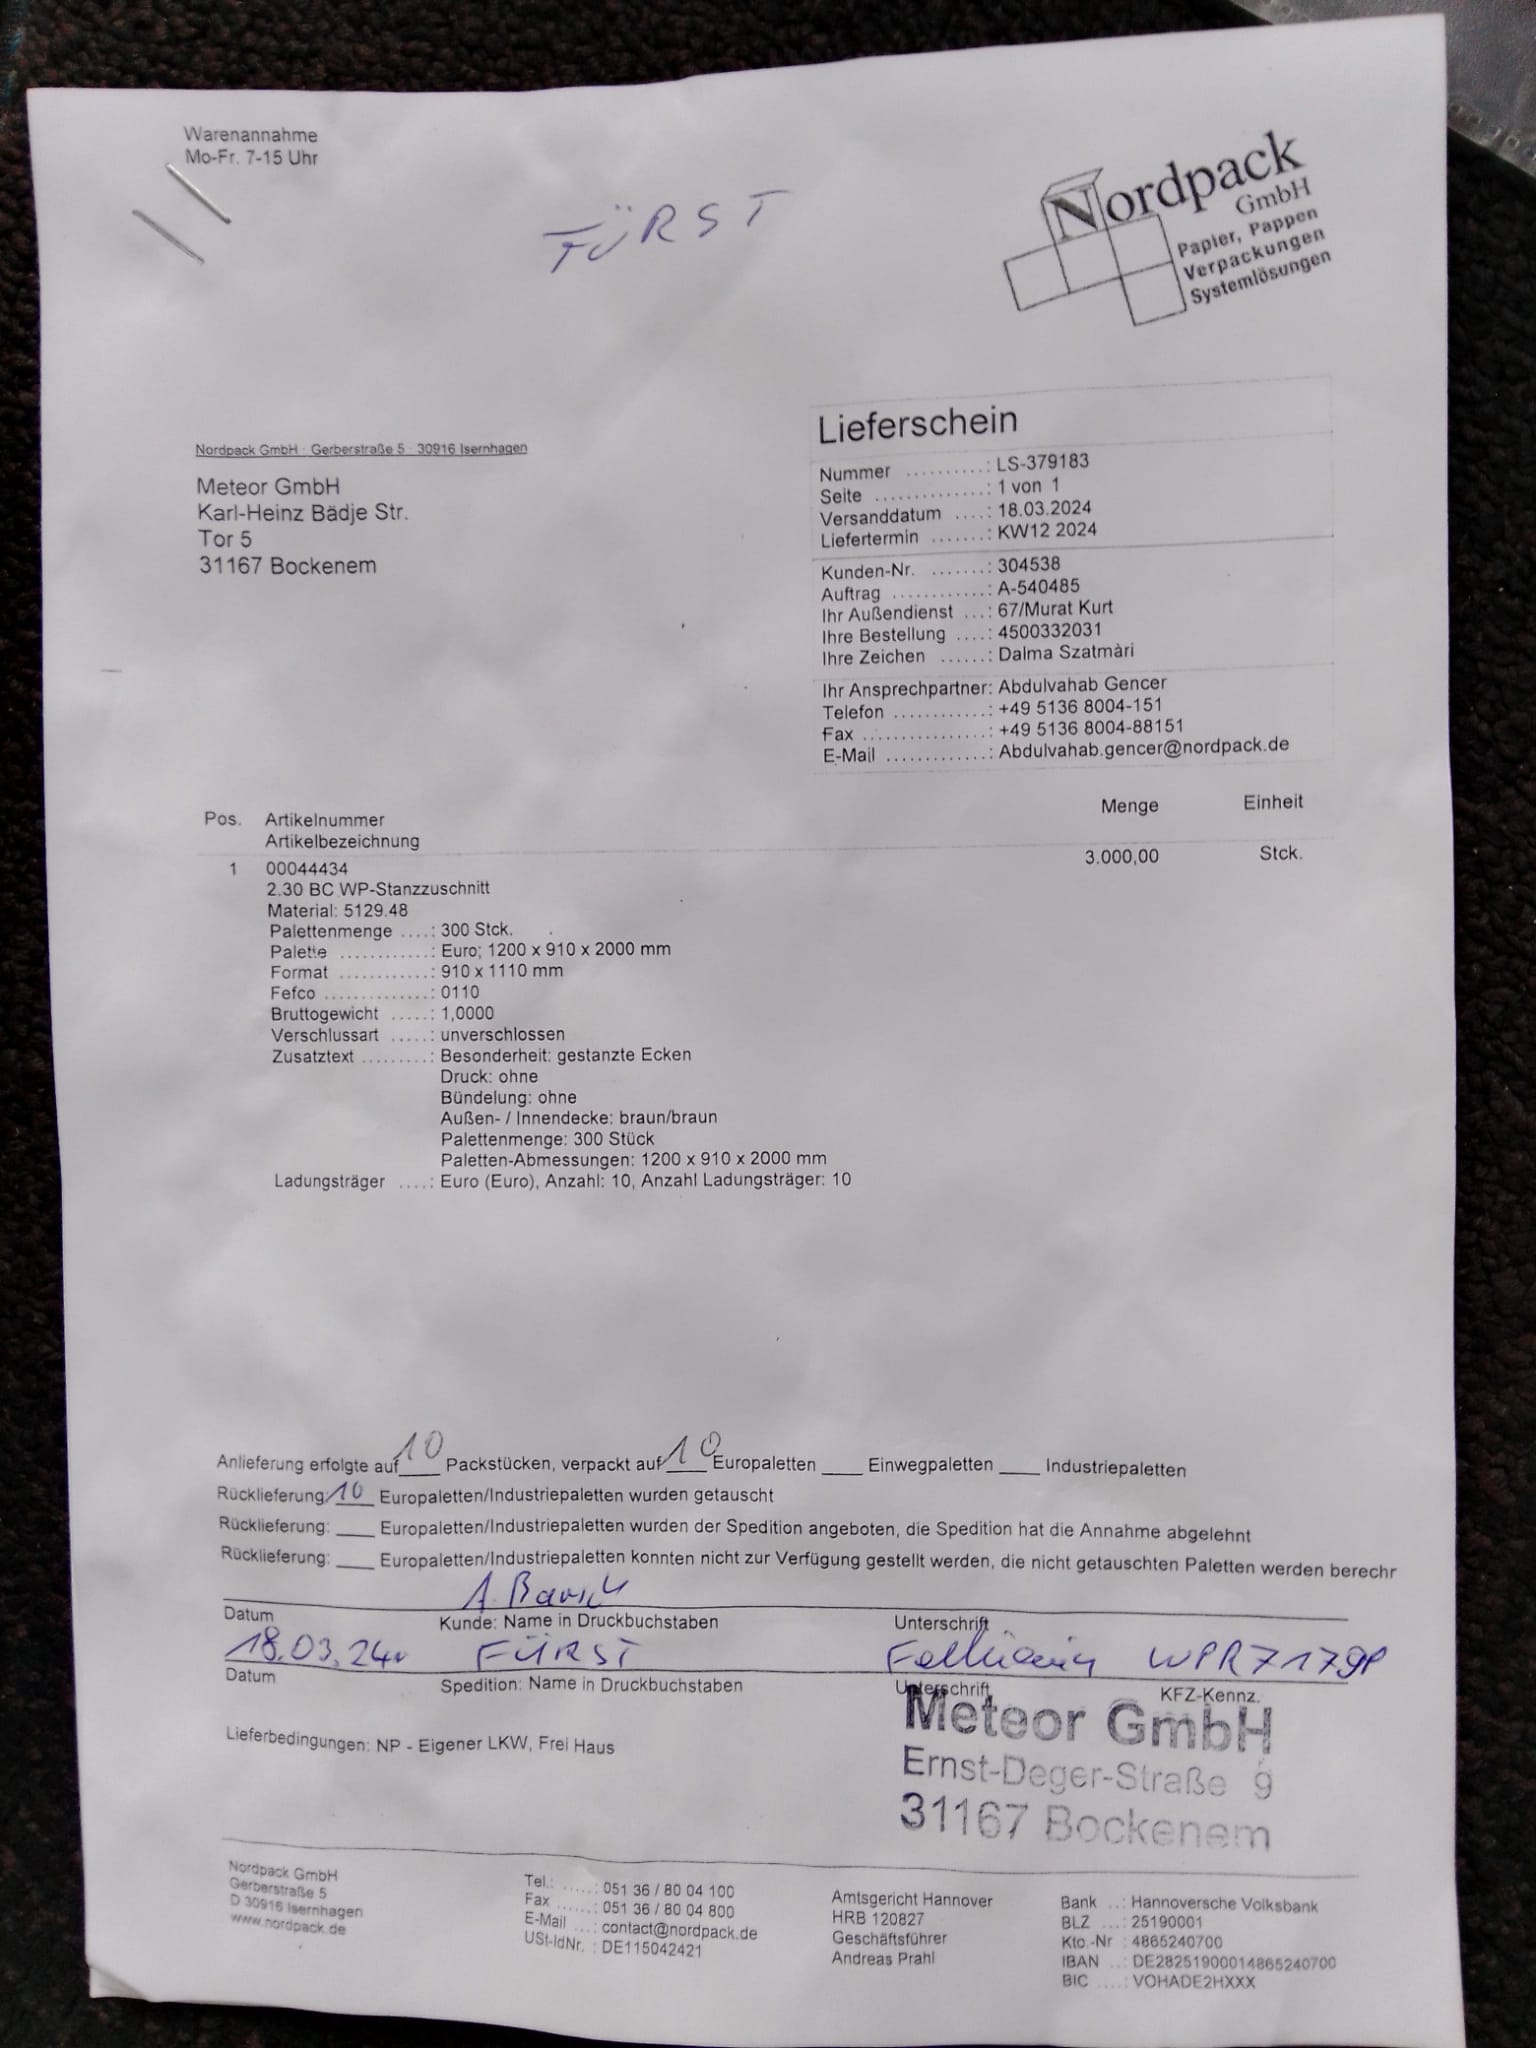 Warenannahme
Mo-Fr. 7-15 Uhr
FÜRST
Nordpack
GmbH
Papier, Pappen
Verpackungen
Systemlösungen
Lieferschein
Nummer ..........: LS-379183
Seite ..............: 1 von 1
Versanddatum ....: 18.03.2024
Liefertermin .......: KW12 2024
Kunden-Nr. .......: 304538
Auftrag ............: A-540485
Ihr Außendienst ...: 67/Murat Kurt
Ihre Bestellung ....: 4500332031
Ihre Zeichen ......: Dalma Szatmàri
Ihr Ansprechpartner: Abdulvahab Gencer
Telefon ............: +49 5136 8004-151
Fax ...............: +49 5136 8004-88151
E-Mail .............: Abdulvahab.gencer@nordpack.de
Nordpack GmbH · Gerberstraße 5 · 30916 Isernhagen
Meteor GmbH
Karl-Heinz Bädje Str.
Tor 5
31167 Bockenem
Pos. Artikelnummer Menge Einheit
Artikelbezeichnung
1 00044434 3.000,00 Stck.
2.30 BC WP-Stanzzuschnitt
Material: 5129.48
Palettenmenge ....: 300 Stck.
Palette ............: Euro; 1200 x 910 x 2000 mm
Format ............: 910 x 1110 mm
Fefco .............: 0110
Bruttogewicht .....: 1,0000
Verschlussart .....: unverschlossen
Zusatztext .........: Besonderheit: gestanzte Ecken
Druck: ohne
Bündelung: ohne
Außen- / Innendecke: braun/braun
Palettenmenge: 300 Stück
Paletten-Abmessungen: 1200 x 910 x 2000 mm
Ladungsträger ....: Euro (Euro), Anzahl: 10, Anzahl Ladungsträger: 10
Anlieferung erfolgte auf 10 Packstücken, verpackt auf 10 Europaletten ____ Einwegpaletten ____ Industriepaletten
Rücklieferung: 10 Europaletten/Industriepaletten wurden getauscht
Rücklieferung: ____ Europaletten/Industriepaletten wurden der Spedition angeboten, die Spedition hat die Annahme abgelehnt
Rücklieferung: ____ Europaletten/Industriepaletten konnten nicht zur Verfügung gestellt werden, die nicht getauschten Paletten werden berechr
Datum Kunde: Name in Druckbuchstaben Unterschrift
18.03.24 FÜRST WPR7179P
Datum Spedition: Name in Druckbuchstaben Unterschrift KFZ-Kennz.
Meteor GmbH
Ernst-Deger-Straße 9
31167 Bockenem
Lieferbedingungen: NP - Eigener LKW, Frei Haus
Nordpack GmbH
Gerberstraße 5
D 30916 Isernhagen
www.nordpack.de
Tel.: .....: 051 36 / 80 04 100
Fax ......: 051 36 / 80 04 800
E-Mail ...: contact@nordpack.de
USt-IdNr. : DE115042421
Amtsgericht Hannover
HRB 120827
Geschäftsführer
Andreas Prahl
Bank ..: Hannoversche Volksbank
BLZ ...: 25190001
Kto.-Nr : 4865240700
IBAN ..: DE28251900014865240700
BIC ....: VOHADE2HXXX